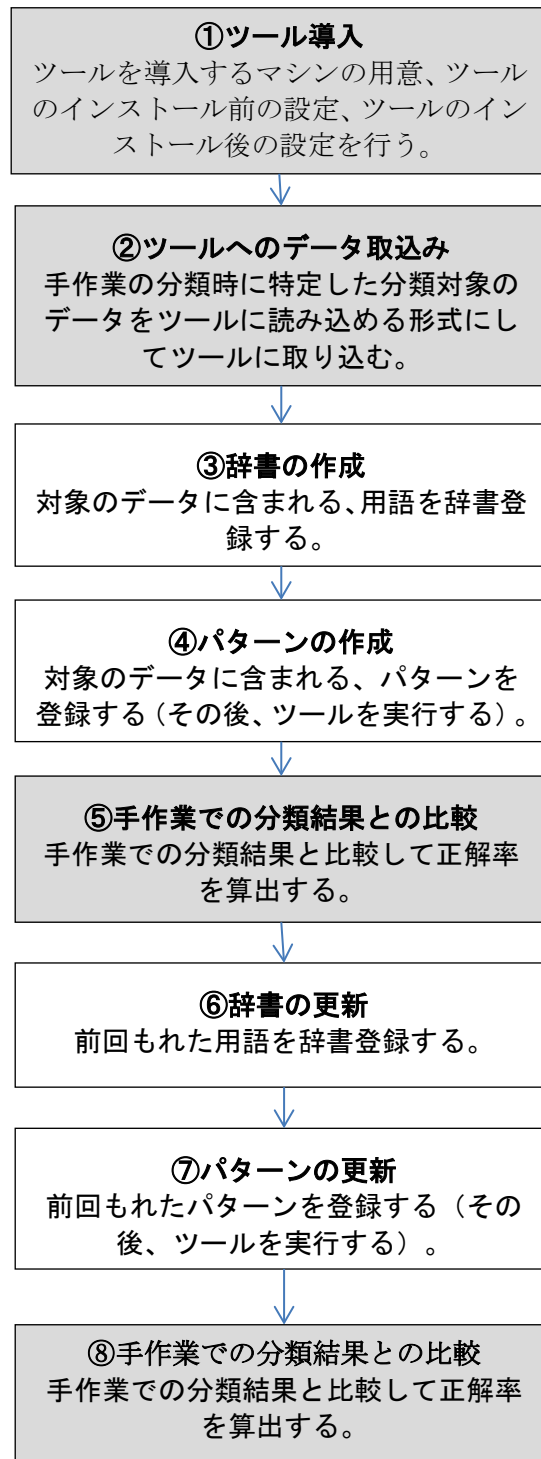 ①ツール導入
ツールを導入するマシンの用意、ツール
のインストール前の設定、ツールのイン
ストール後の設定を行う。
②ツールへのデータ取込み
手作業の分類時に特定した分類対象の
データをツールに読み込める形式にし
てツールに取り込む。
③辞書の作成
対象のデータに含まれる、用語を辞書登
録する。
④パターンの作成
対象のデータに含まれる、パターンを
登録する（その後、ツールを実行する）。
⑤手作業での分類結果との比較
手作業での分類結果と比較して正解率
を算出する。
⑥辞書の更新
前回もれた用語を辞書登録する。
⑦パターンの更新
前回もれたパターンを登録する（その
後、ツールを実行する）。
⑧手作業での分類結果との比較
手作業での分類結果と比較して正解率
を算出する。